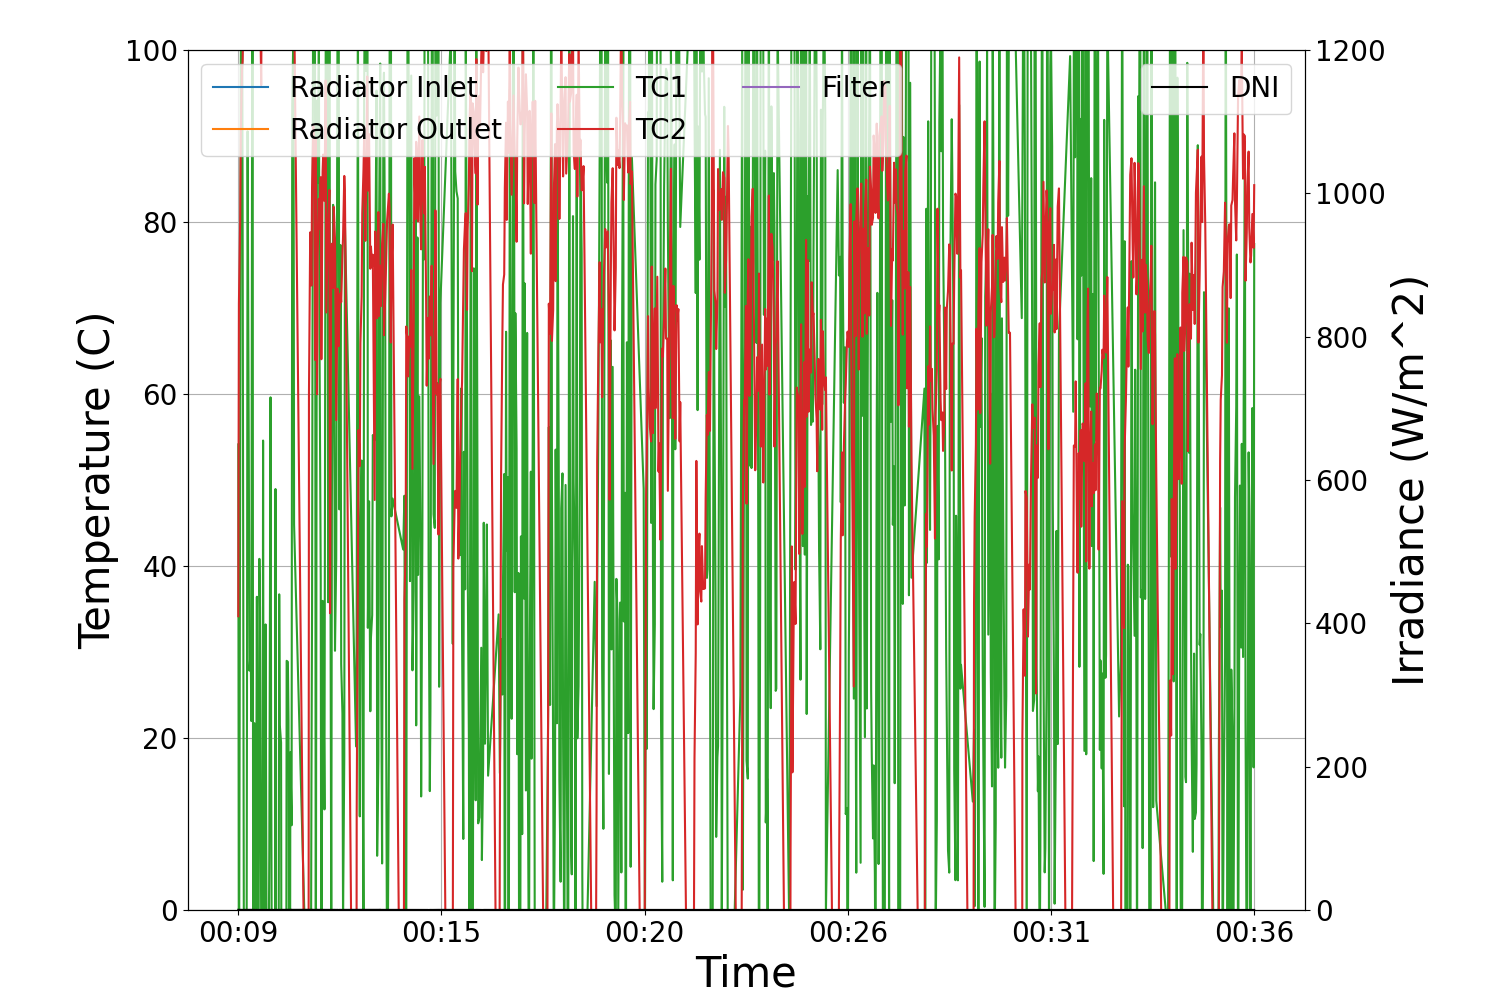 100
80
60
40
20
0
Temperature (C)
Radiator Inlet
Radiator Outlet
TC1
TC2
Filter
DNI
1200
1000
800
600
400
200
0
Irradiance (W/m^2)
00:09
00:15
00:20
00:26
00:31
00:36
Time